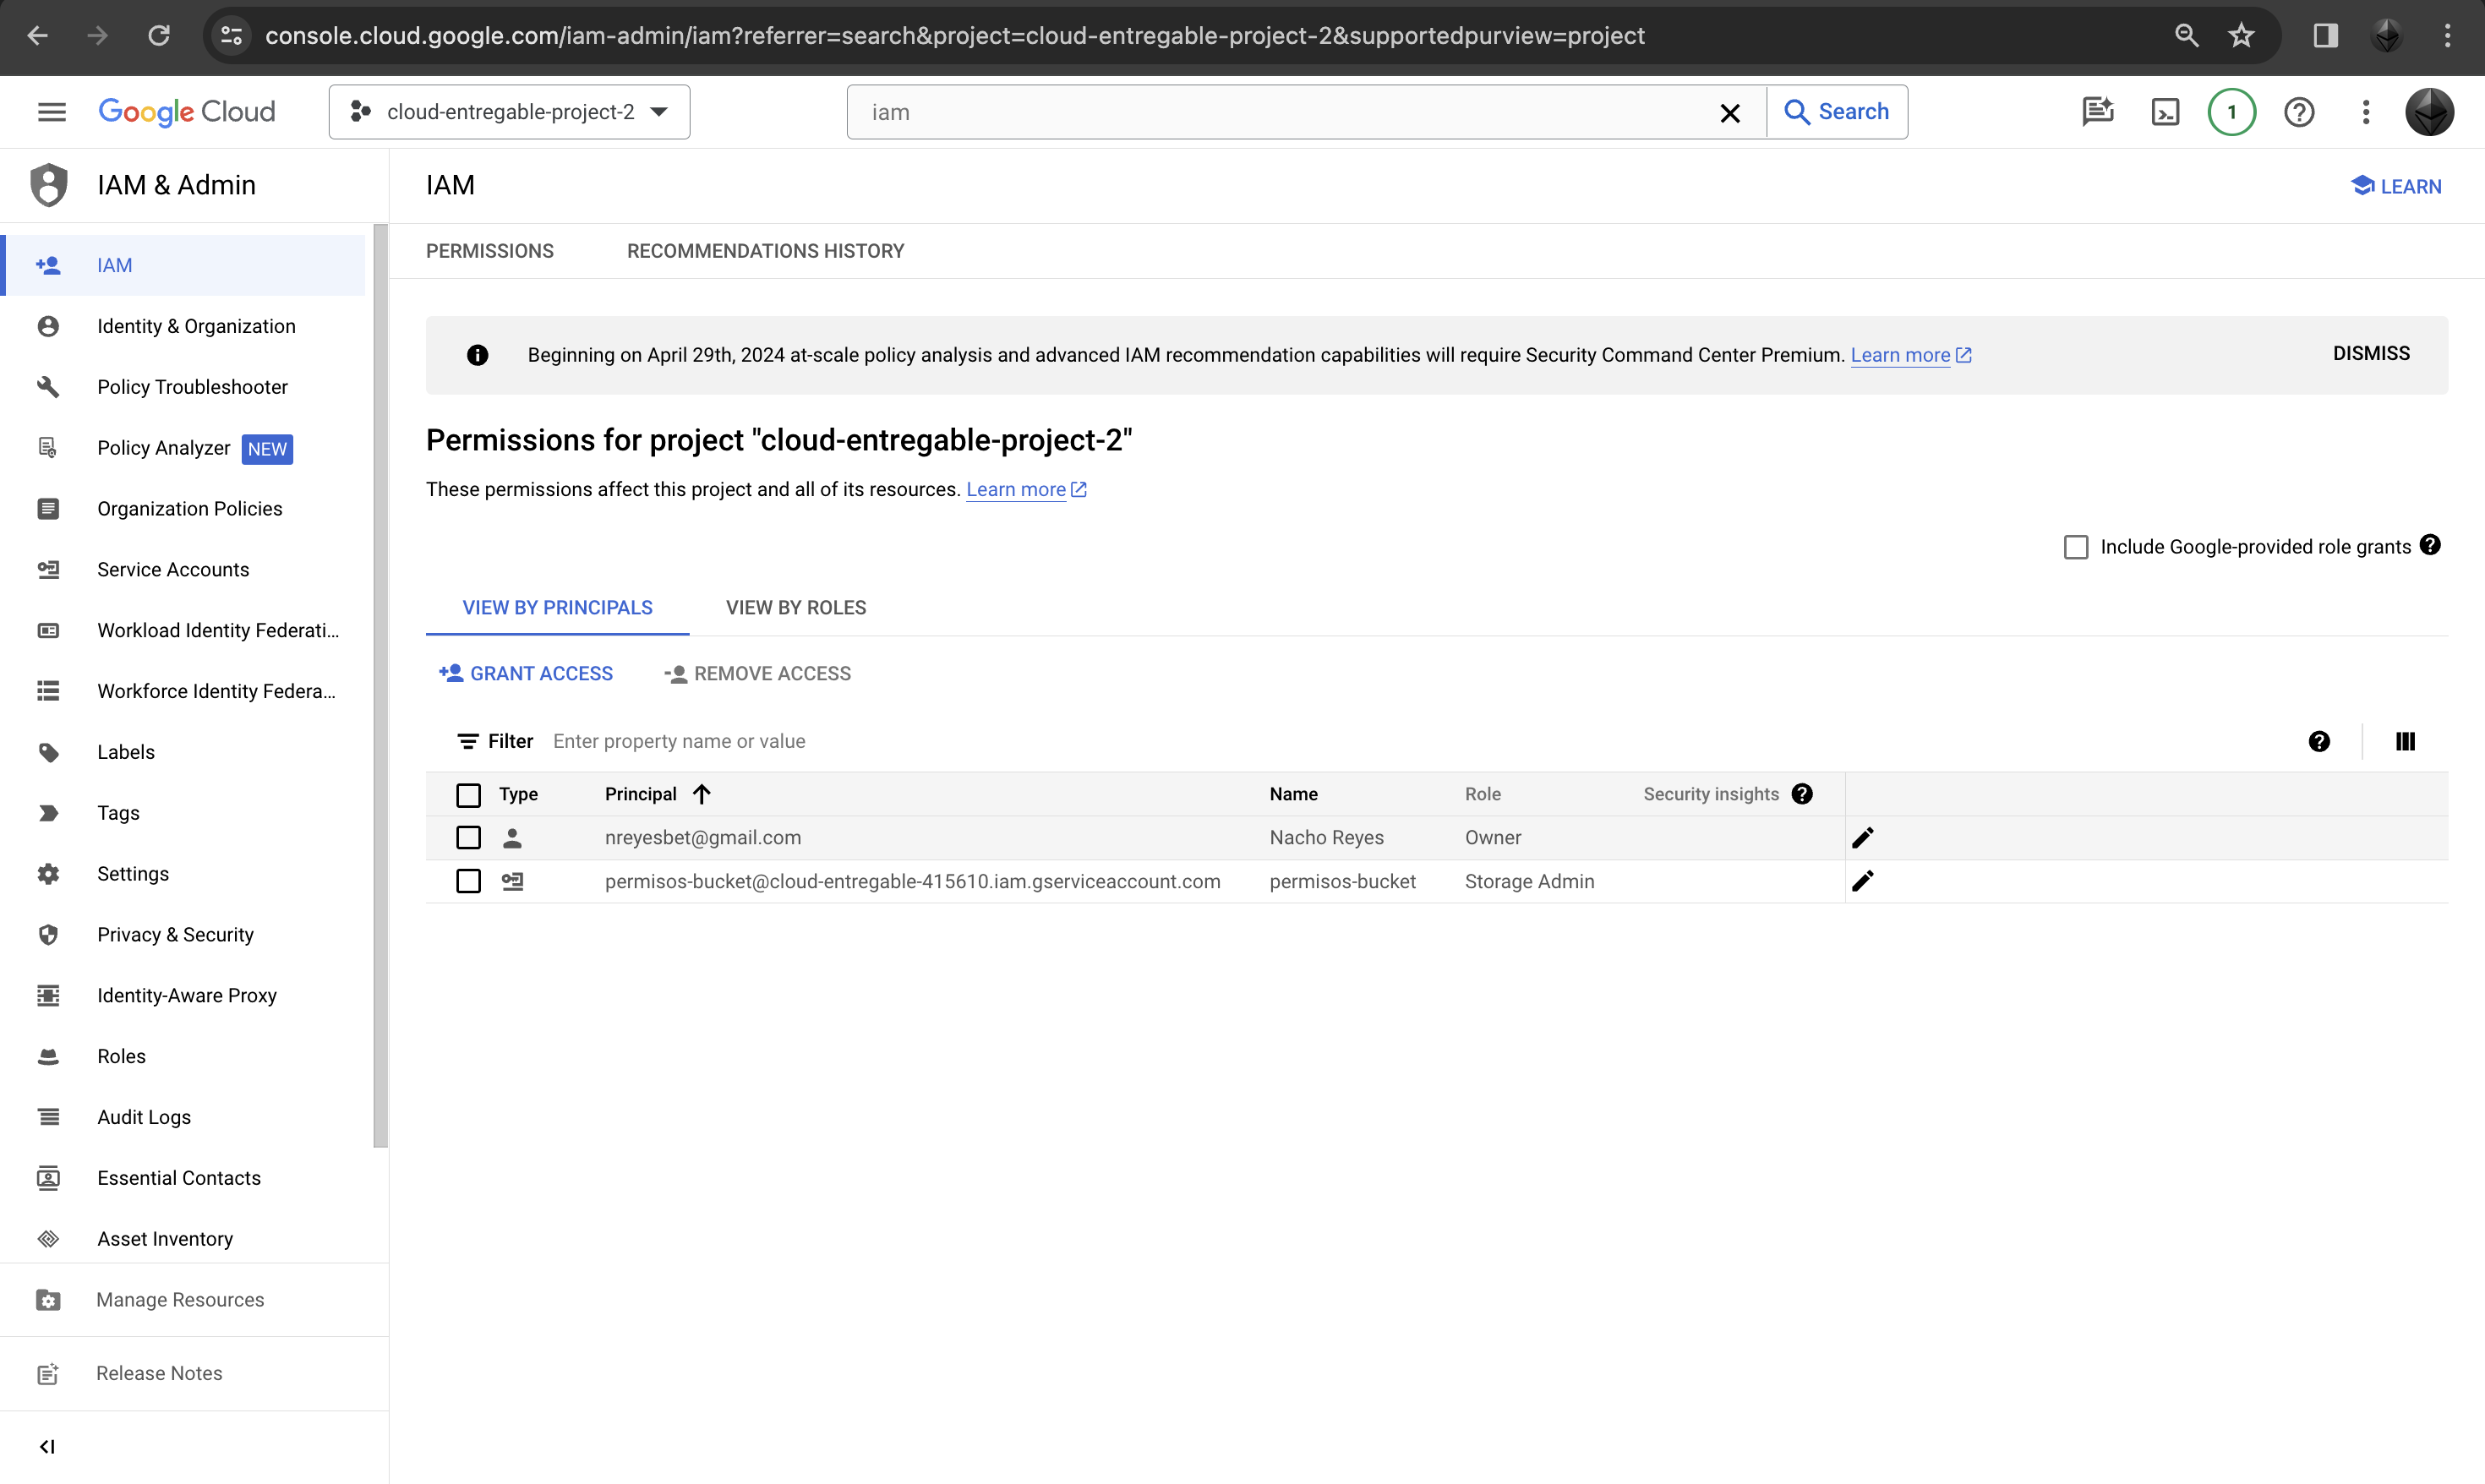 console.cloud.google.com/iam-admin/iam?referrer=search&project=cloud-entregable-project-2&supportedpurview=project
Google Cloud
cloud-entregable-project-2
iam
Search
1
IAM & Admin
IAM
LEARN
IAM
Identity & Organization
Policy Troubleshooter
Policy Analyzer NEW
Organization Policies
Service Accounts
Workload Identity Federati...
Workforce Identity Federa...
Labels
Tags
Settings
Privacy & Security
Identity-Aware Proxy
Roles
Audit Logs
Essential Contacts
Asset Inventory
Manage Resources
Release Notes
PERMISSIONS RECOMMENDATIONS HISTORY
Beginning on April 29th, 2024 at-scale policy analysis and advanced IAM recommendation capabilities will require Security Command Center Premium. Learn more
DISMISS
Permissions for project "cloud-entregable-project-2"
These permissions affect this project and all of its resources. Learn more
Include Google-provided role grants
VIEW BY PRINCIPALS VIEW BY ROLES
GRANT ACCESS REMOVE ACCESS
Filter Enter property name or value
Type Principal Name Role Security insights
nreyesbet@gmail.com Nacho Reyes Owner
permisos-bucket@cloud-entregable-415610.iam.gserviceaccount.com permisos-bucket Storage Admin